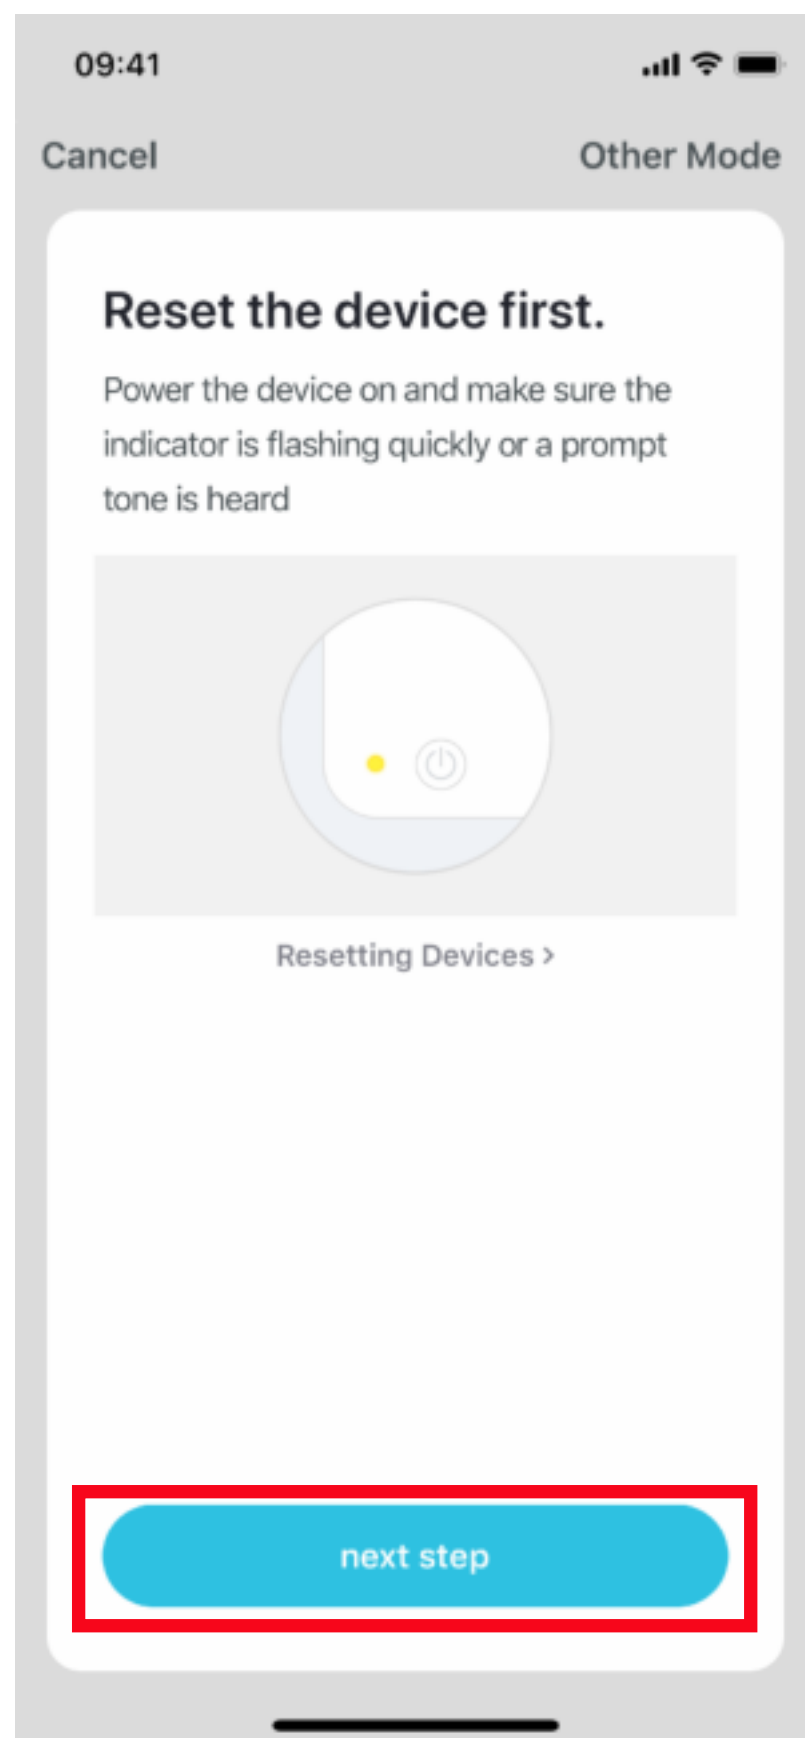 09:41
Cancel
Other Mode
Reset the device first.
Power the device on and make sure the
indicator is flashing quickly or a prompt
tone is heard
Resetting Devices >
next step